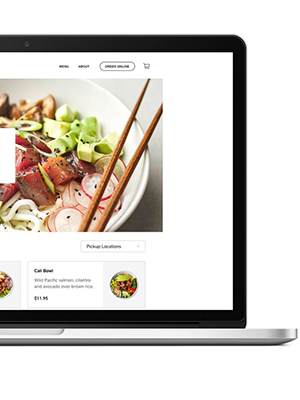 MENU ABOUT ORDER ONLINE
Pickup Locations
Cali Bowl
Wild Pacific salmon, cilantro
and avocado over brown rice.
$11.95